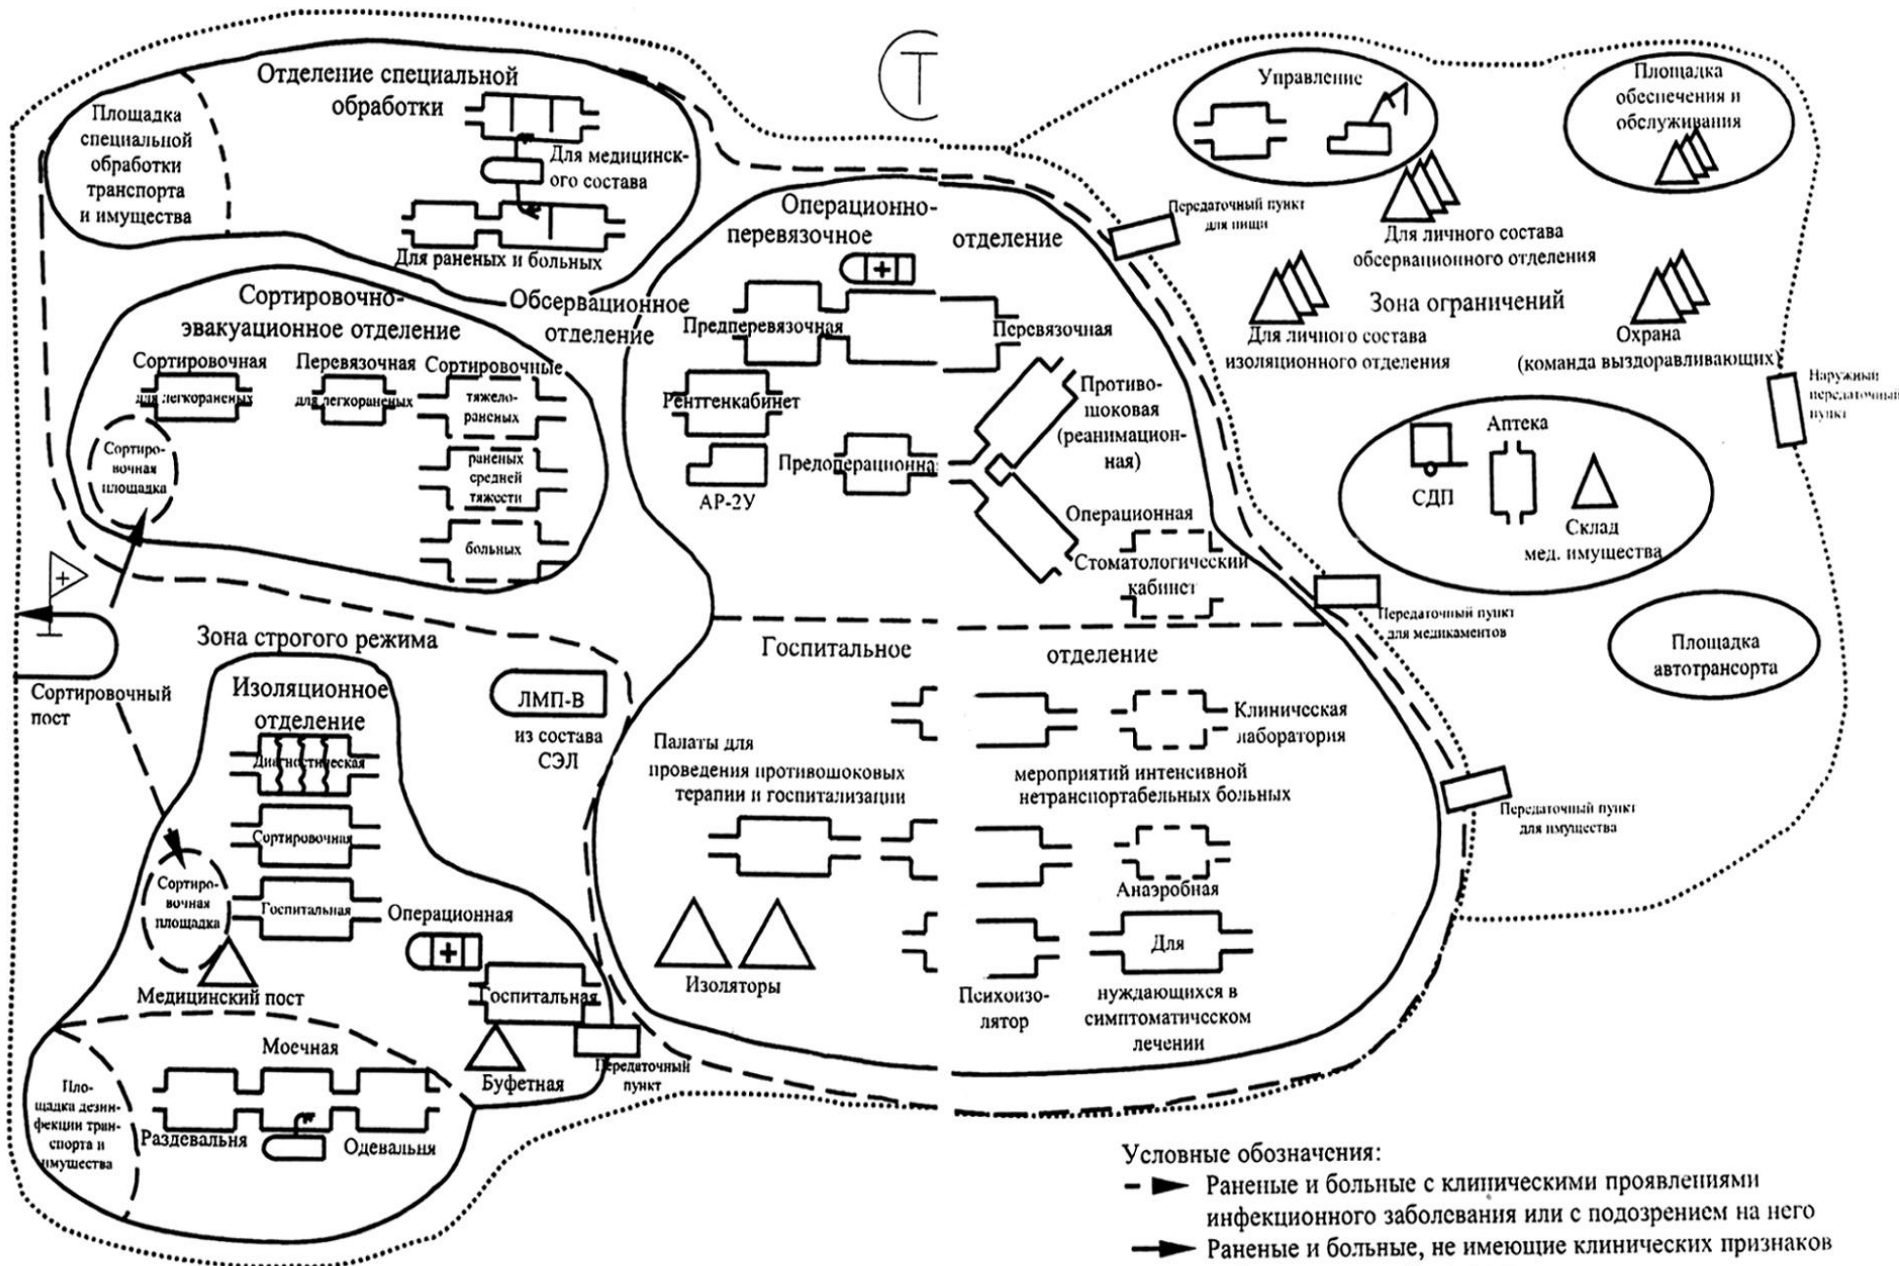 Отделение специальной
обработки
Площадка
специальной
обработки
транспорта
и имущества
Для медицинск-
ого состава
Для раненых и больных
Т
Управление
Площадка
обеспечения и
обслуживания
Передаточный пункт
для пищи
Для личного состава
обсервационного отделения
Зона ограничений
Для личного состава
изоляционного отделения
Охрана
(команда выздоравливающих)
Наружный
передаточный
пункт
Аптека
СДП
Склад
мед. имущества
Передаточный пункт
для медикаментов
Площадка
автотрансорта
Передаточный пункт
для имущества
Сортировочно-
эвакуационное отделение
Обсервационное
отделение
Сортировочная
для легкораненых
Перевязочная
для легкораненых
Сортировочные
тяжело-
раненых
раненых
средней
тяжести
больных
Сортиро-
вочная
площадка
Операционно-
перевязочное отделение
Предперевязочная
Перевязочная
Рентгенкабинет
АР-2У
Предоперационна
Противо-
шоковая
(реанимацион-
ная)
Операционная
Стоматологический
кабинет
Госпитальное отделение
Клиническая
лаборатория
Палаты для
проведения противошоковых мероприятий интенсивной
терапии и госпитализации нетранспортабельных больных
Анаэробная
Изоляторы
Психоизо-
лятор
Для
нуждающихся в
симптоматическом
лечении
Сортировочный
пост
Зона строгого режима
Изоляционное
отделение
ЛМП-В
из состава
СЭЛ
Диагностическая
Сортировочная
Госпитальная
Сортиро-
вочная
площадка
Медицинский пост
Операционная
Госпитальная
Буфетная
Передаточный
пункт
Моечная
Раздевальня
Одевальня
Пло-
щадка дезин-
фекции тран-
спорта и
имущества
Условные обозначения:
Раненые и больные с клиническими проявлениями
инфекционного заболевания или с подозрением на него
Раненые и больные, не имеющие клинических признаков